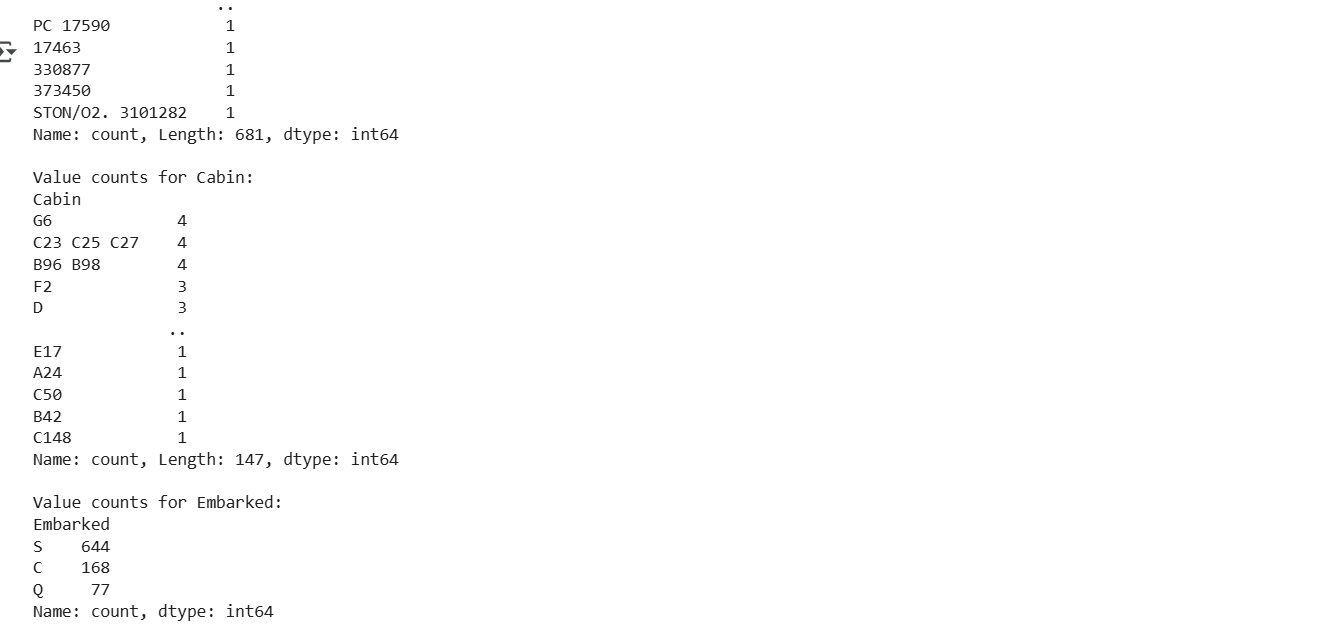 ..
PC 17590            1
17463               1
330877              1
373450              1
STON/O2. 3101282    1
Name: count, Length: 681, dtype: int64
Value counts for Cabin:
Cabin
G6             4
C23 C25 C27    4
B96 B98        4
F2             3
D              3
..
E17            1
A24            1
C50            1
B42            1
C148           1
Name: count, Length: 147, dtype: int64
Value counts for Embarked:
Embarked
S    644
C    168
Q     77
Name: count, dtype: int64